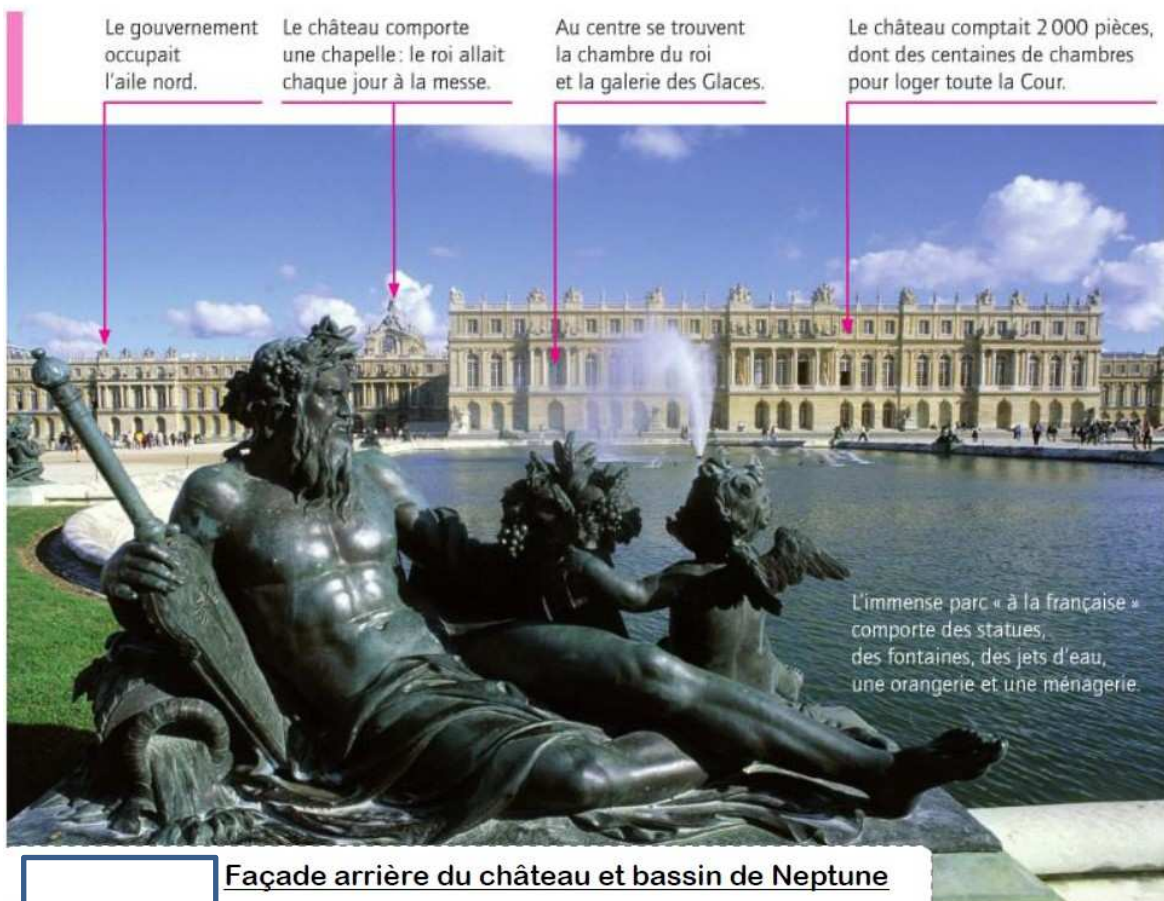 Le gouvernement
occupait
l'aile nord.
Le château comporte
une chapelle : le roi allait
chaque jour à la messe.
Au centre se trouvent
la chambre du roi
et la galerie des Glaces.
Le château comptait 2 000 pièces,
dont des centaines de chambres
pour loger toute la Cour.
L'immense parc « à la française »
comporte des statues,
des fontaines, des jets d'eau,
une orangerie et une ménagerie.
Façade arrière du château et bassin de Neptune